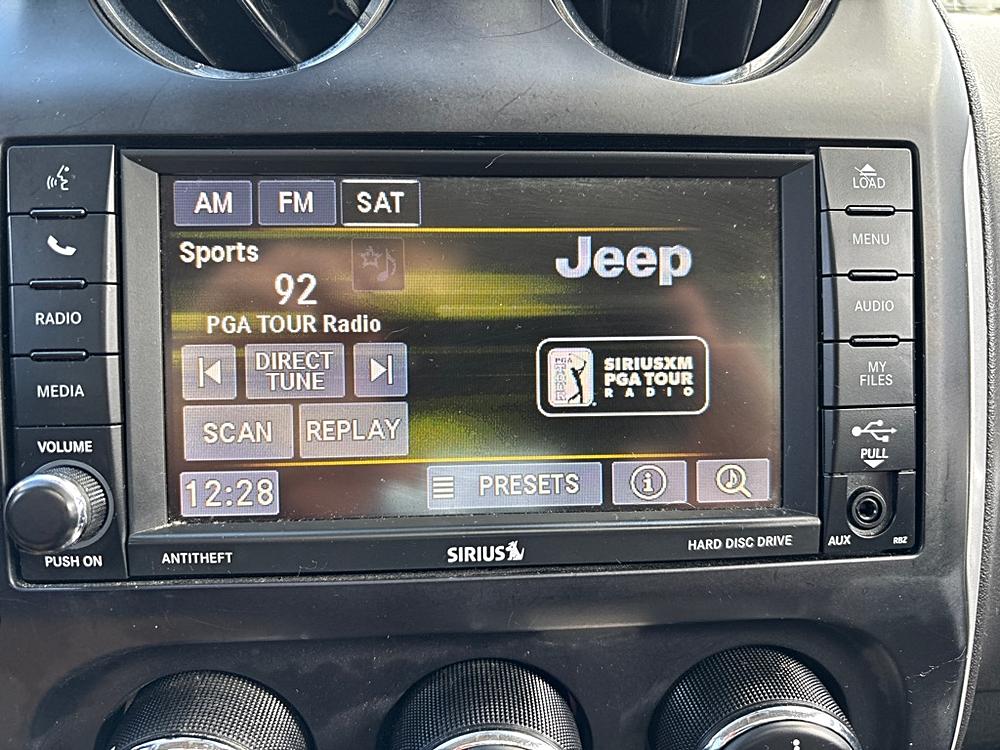 LOAD
AM FM SAT
MENU
Sports
Jeep
92
PGA TOUR Radio
RADIO
AUDIO
DIRECT
TUNE
SIRIUSXM
PGA TOUR
RADIO
PGA
TOUR
MEDIA
MY
FILES
SCAN REPLAY
VOLUME
PULL
12:28 PRESETS
PUSH ON
ANTITHEFT
SIRIUS
HARD DISC DRIVE
AUX
RBZ